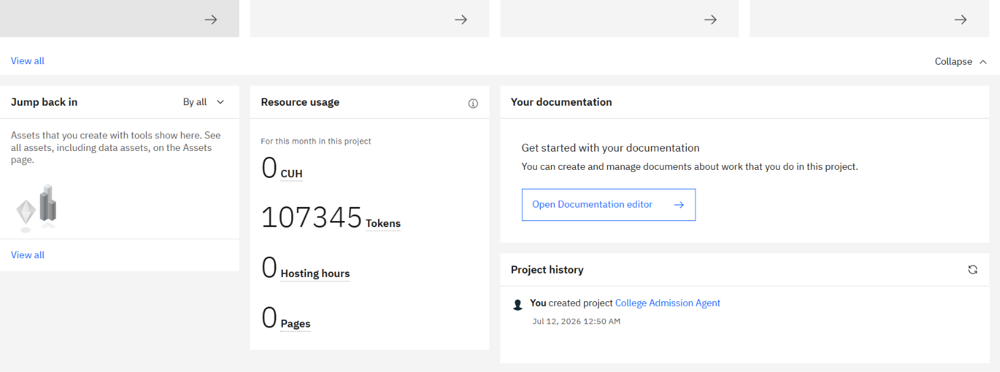 View all
Collapse
Jump back in
By all
Assets that you create with tools show here. See
all assets, including data assets, on the Assets
page.
View all
Resource usage
For this month in this project
0 CUH
107345 Tokens
0 Hosting hours
0 Pages
Your documentation
Get started with your documentation
You can create and manage documents about work that you do in this project.
Open Documentation editor
Project history
You created project College Admission Agent
Jul 12, 2026 12:50 AM